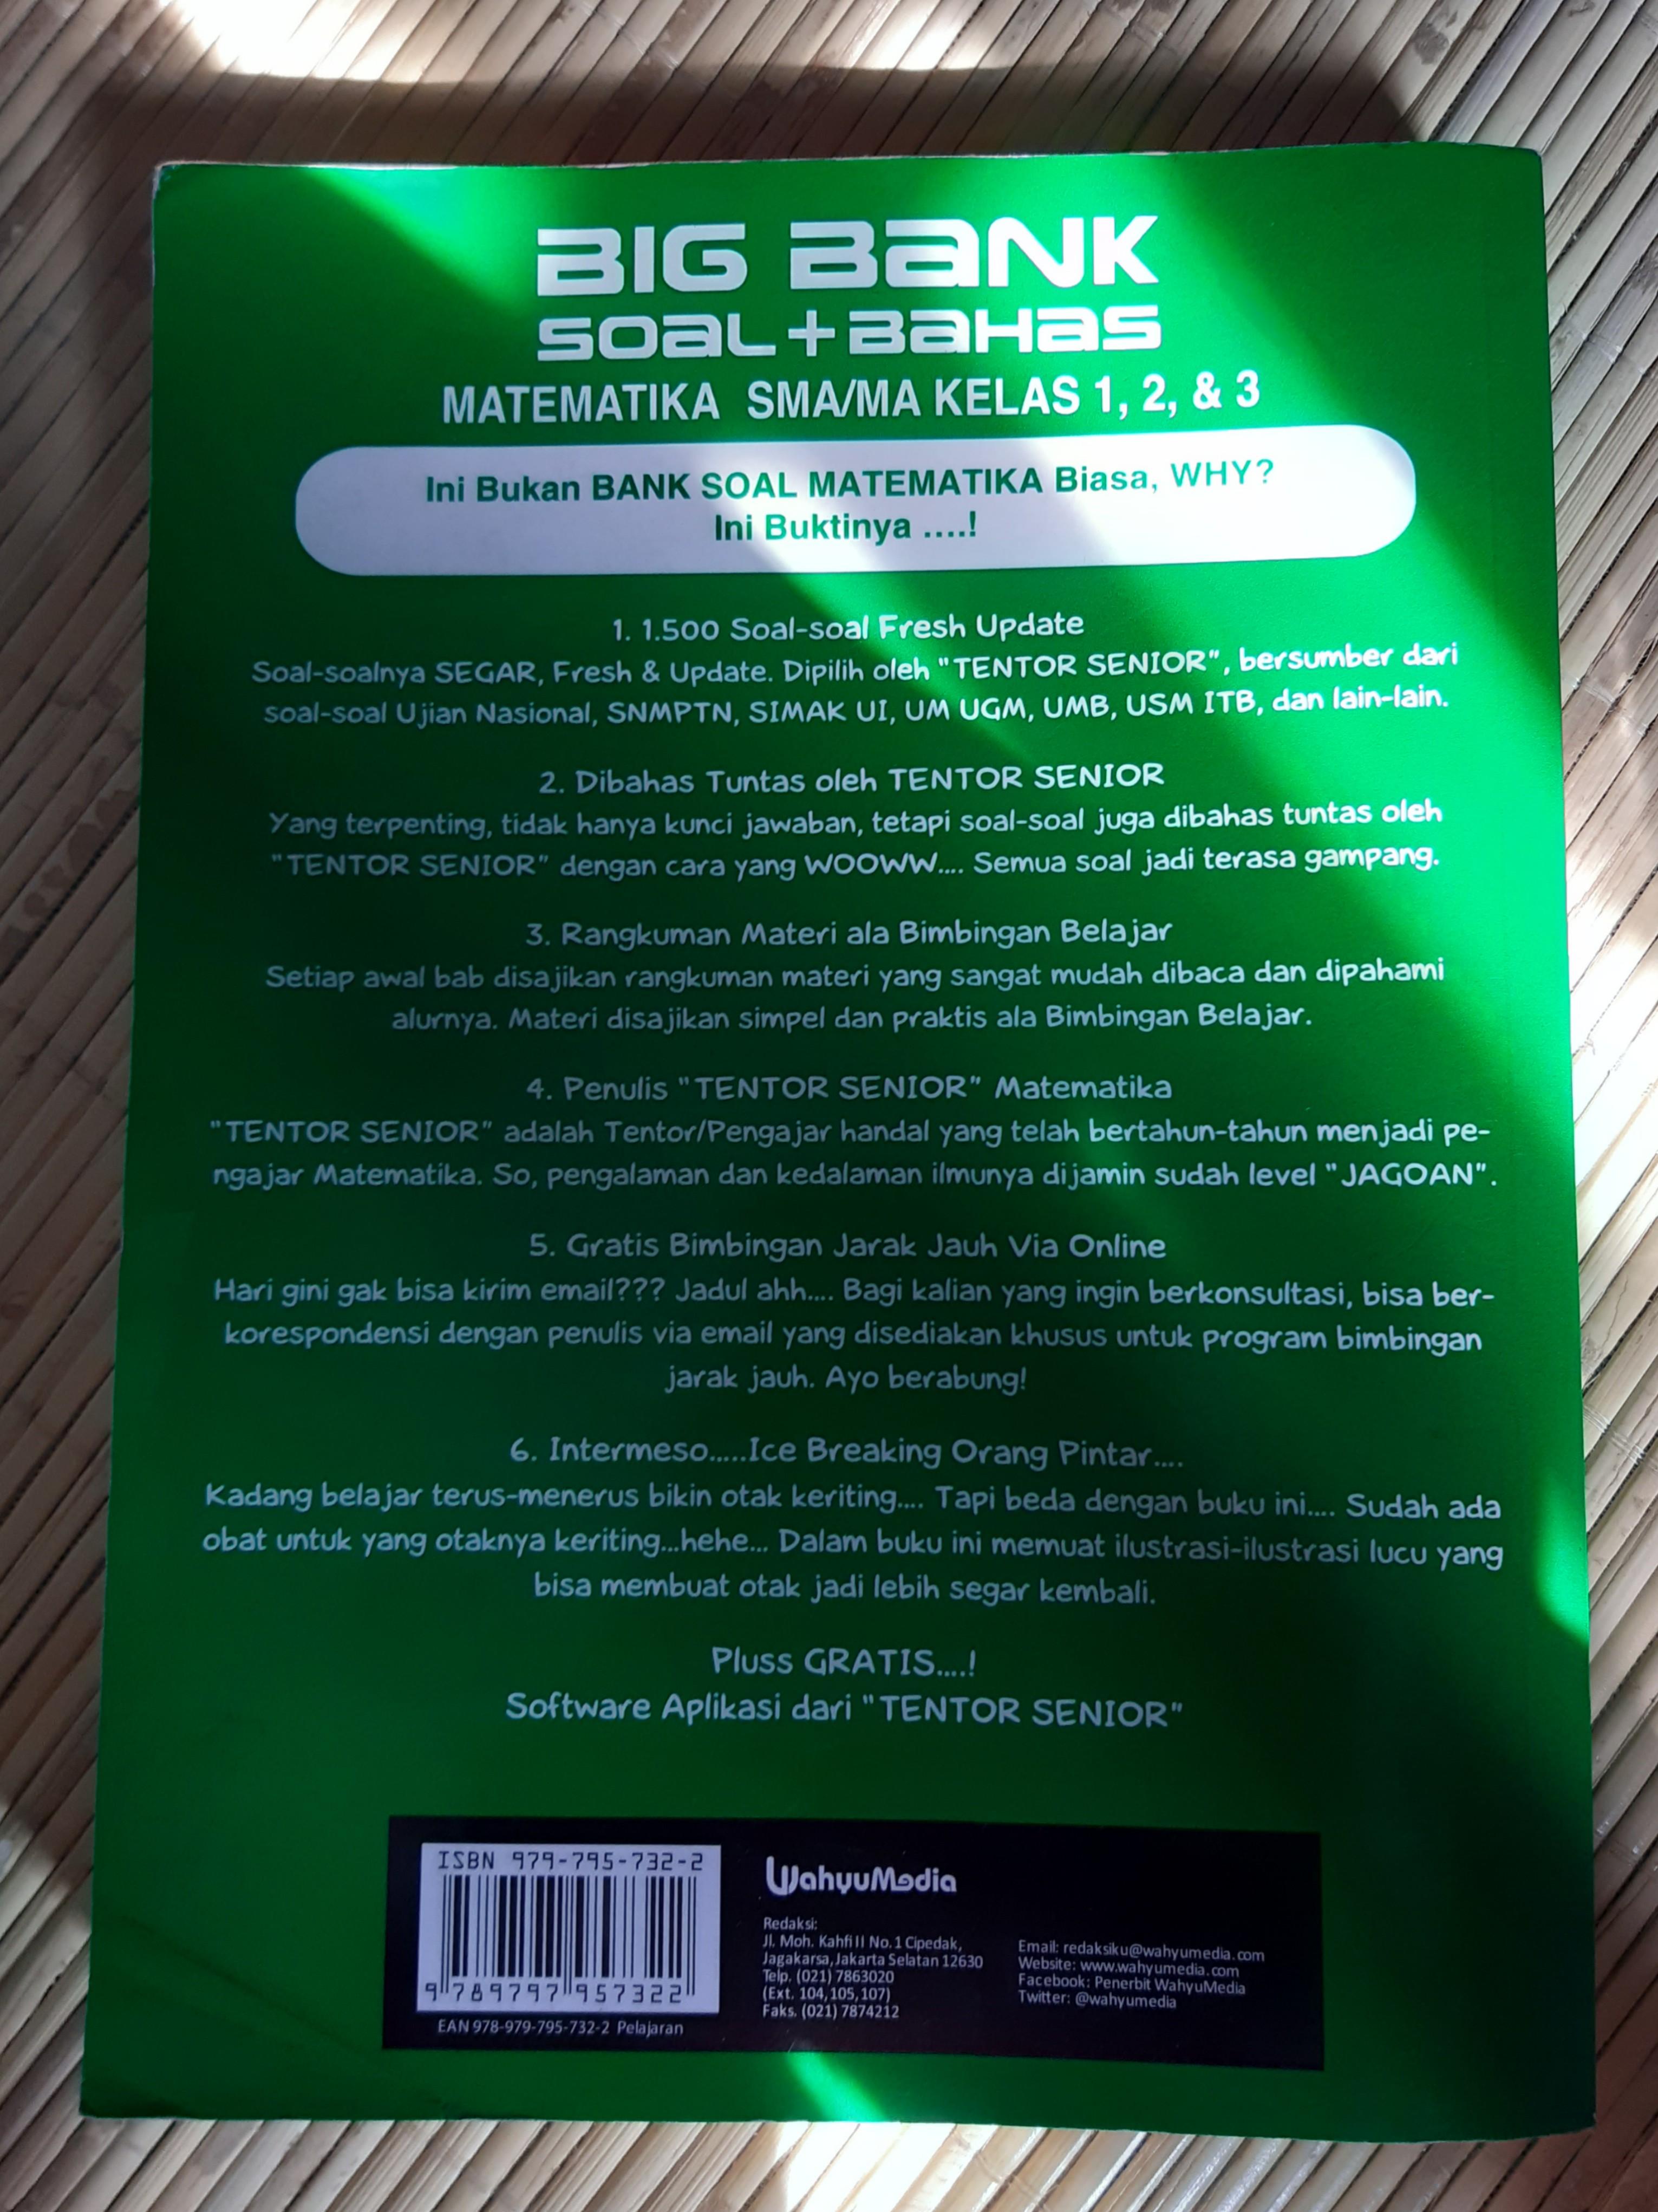 BIG BANK
SOAL+BAHAS
MATEMATIKA SMA/MA KELAS 1, 2, & 3
Ini Bukan BANK SOAL MATEMATIKA Biasa, WHY?
Ini Buktinya ....!
1. 1.500 Soal-soal Fresh Update
Soal-soalnya SEGAR, Fresh & Update. Dipilih oleh "TENTOR SENIOR", bersumber dari
soal-soal Ujian Nasional, SNMPTN, SIMAK UI, UM UGM, UMB, USM ITB, dan lain-lain.
2. Dibahas Tuntas oleh TENTOR SENIOR
Yang terpenting, tidak hanya kunci jawaban, tetapi soal-soal juga dibahas tuntas oleh
"TENTOR SENIOR" dengan cara yang WOOWW.... Semua soal jadi terasa gampang.
3. Rangkuman Materi ala Bimbingan Belajar
Setiap awal bab disajikan rangkuman materi yang sangat mudah dibaca dan dipahami
alurnya. Materi disajikan simpel dan praktis ala Bimbingan Belajar.
4. Penulis "TENTOR SENIOR" Matematika
"TENTOR SENIOR" adalah Tentor/Pengajar handal yang telah bertahun-tahun menjadi pe-
ngajar Matematika. So, pengalaman dan kedalaman ilmunya dijamin sudah level "JAGOAN".
5. Gratis Bimbingan Jarak Jauh Via Online
Hari gini gak bisa kirim email??? Jadul ahh.... Bagi kalian yang ingin berkonsultasi, bisa ber-
korespondensi dengan penulis via email yang disediakan khusus untuk program bimbingan
jarak jauh. Ayo berabung!
6. Intermeso.....Ice Breaking Orang Pintar....
Kadang belajar terus-menerus bikin otak keriting.... Tapi beda dengan buku ini.... Sudah ada
obat untuk yang otaknya keriting...hehe... Dalam buku ini memuat ilustrasi-ilustrasi lucu yang
bisa membuat otak jadi lebih segar kembali.
Pluss GRATIS....!
Software Aplikasi dari "TENTOR SENIOR"
ISBN 979-795-732-2
9 789797 957322
EAN 978-979-795-732-2 Pelajaran
WahyuMedia
Redaksi:
Jl. Moh. Kahfi II No.1 Cipedak,
Jagakarsa, Jakarta Selatan 12630
Telp. (021) 7863020
(Ext. 104,105,107)
Faks. (021) 7874212
Email: redaksiku@wahyumedia.com
Website: www.wahyumedia.com
Facebook: Penerbit WahyuMedia
Twitter: @wahyumedia